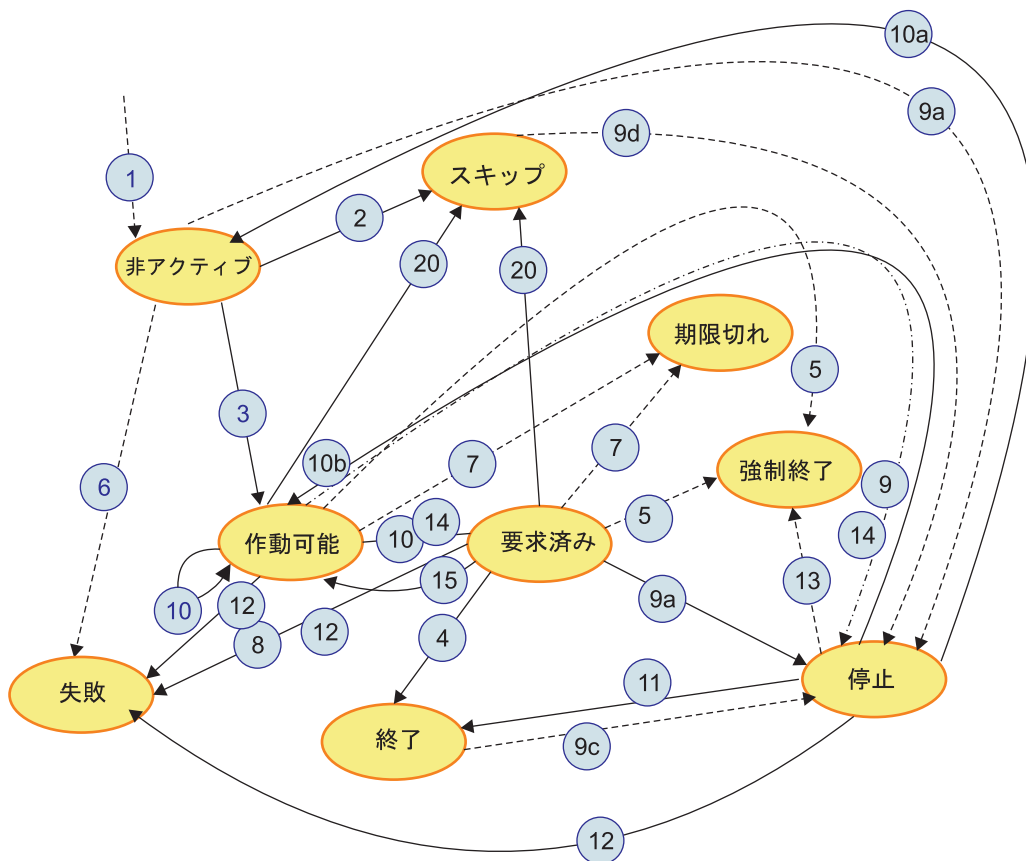 10a
9a
9d
1
スキップ
2
非アクティブ
20
20
期限切れ
5
3
10b
7
7
強制終了
6
9
10
14
5
14
作動可能
要求済み
15
13
10
12
9a
8
12
4
失敗
11
停止
終了
9c
12